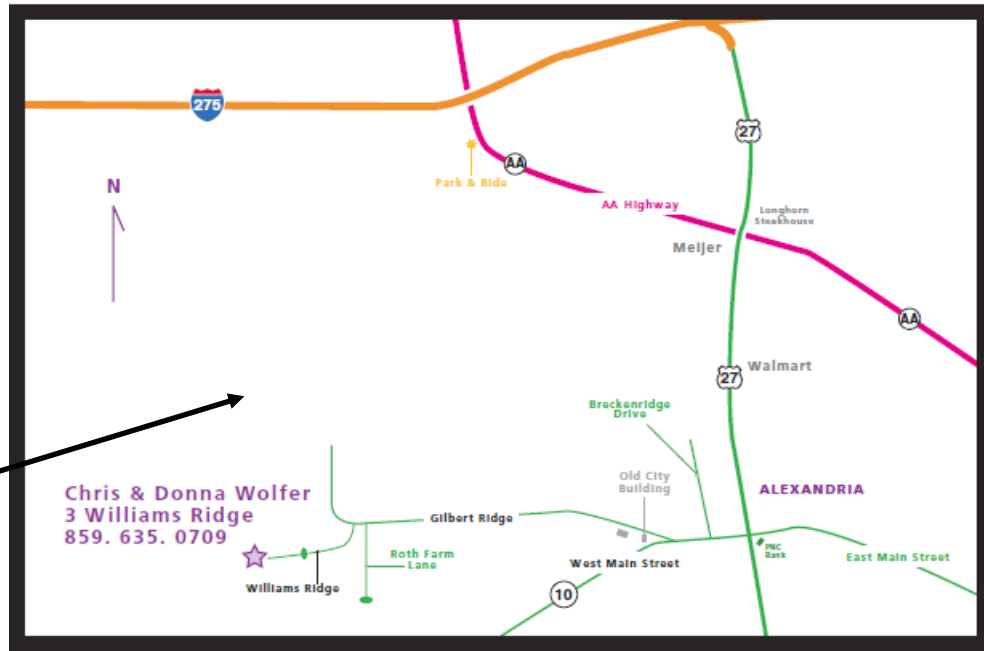 275
27
N
AA
Park & Ride
AA Highway
Longhorn
Steakhouse
Meijer
AA
Walmart
27
Breckenridge
Drive
Old City
Building
ALEXANDRIA
Chris & Donna Wolfer
3 Williams Ridge
859. 635. 0709
Gilbert Ridge
PNC
Bank
East Main Street
Roth Farm
Lane
West Main Street
Williams Ridge
10